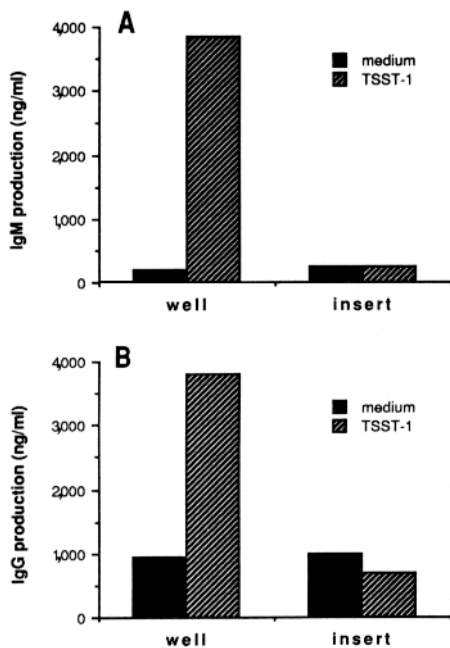 A
4,000
3,000
2,000
1,000
0
IgM production (ng/ml)
medium
TSST-1
well
insert
B
4,000
3,000
2,000
1,000
0
IgG production (ng/ml)
medium
TSST-1
well
insert